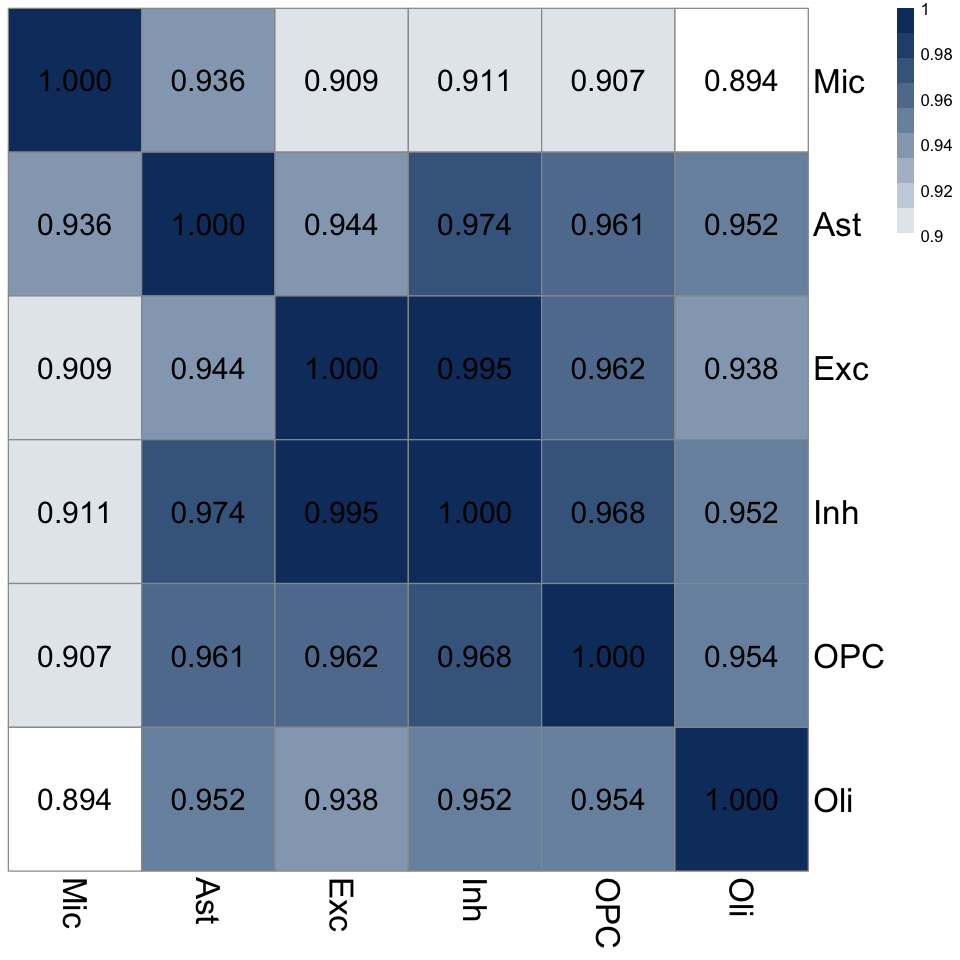 1.000 0.936 0.909 0.911 0.907 0.894 Mic
0.936 1.000 0.944 0.974 0.961 0.952 Ast
0.909 0.944 1.000 0.995 0.962 0.938 Exc
0.911 0.974 0.995 1.000 0.968 0.952 Inh
0.907 0.961 0.962 0.968 1.000 0.954 OPC
0.894 0.952 0.938 0.952 0.954 1.000 Oli
Mic Ast Exc Inh OPC Oli
1
0.98
0.96
0.94
0.92
0.9